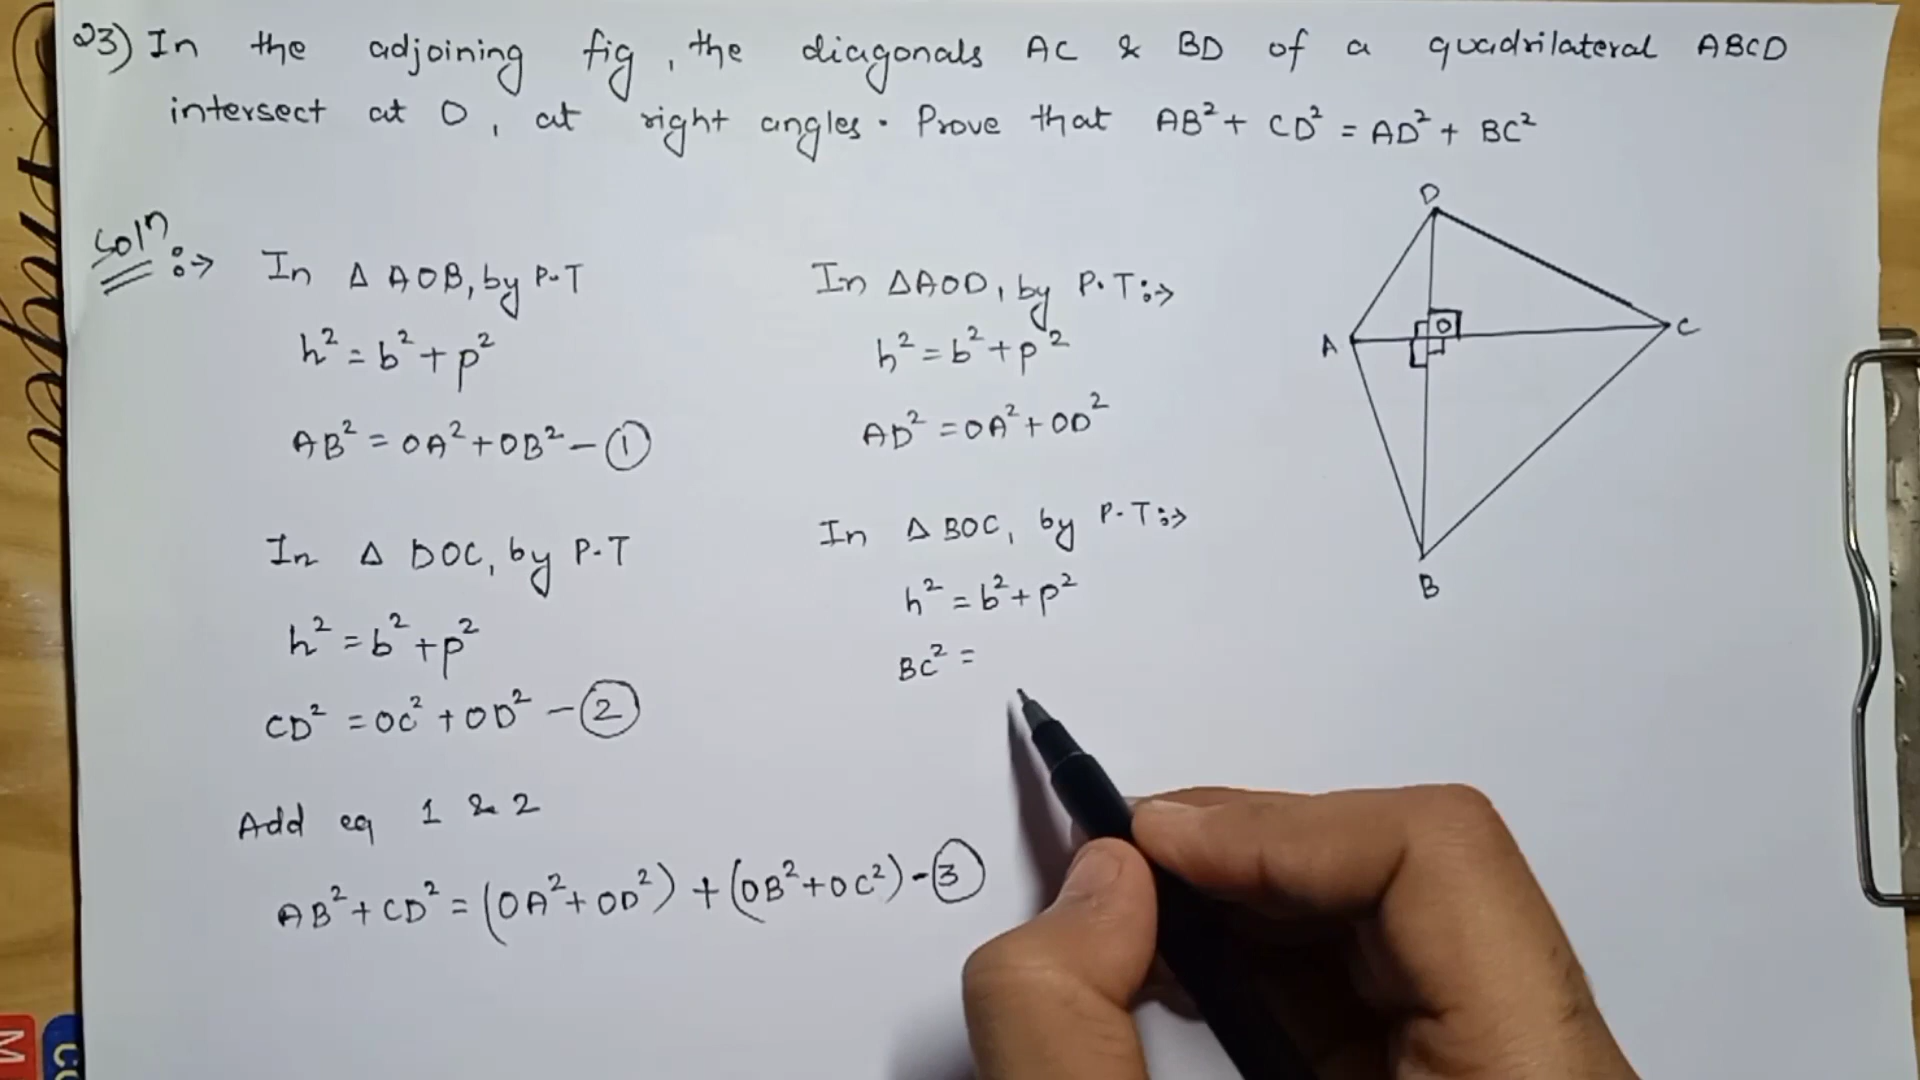 23) In the adjoining fig, the diagonals AC & BD of a quadrilateral ABCD
intersect at O, at right angles. Prove that AB² + CD² = AD² + BC²
Solⁿ :→
In Δ AOB, by P.T
h² = b² + p²
AB² = OA² + OB² – ①
In Δ DOC, by P.T
h² = b² + p²
CD² = OC² + OD² – ②
Add eq 1 & 2
AB² + CD² = (OA² + OD²) + (OB² + OC²) – ③
In ΔAOD, by P.T :→
h² = b² + p²
AD² = OA² + OD²
In Δ BOC, by P.T :→
h² = b² + p²
BC² =
D
A
O
C
B